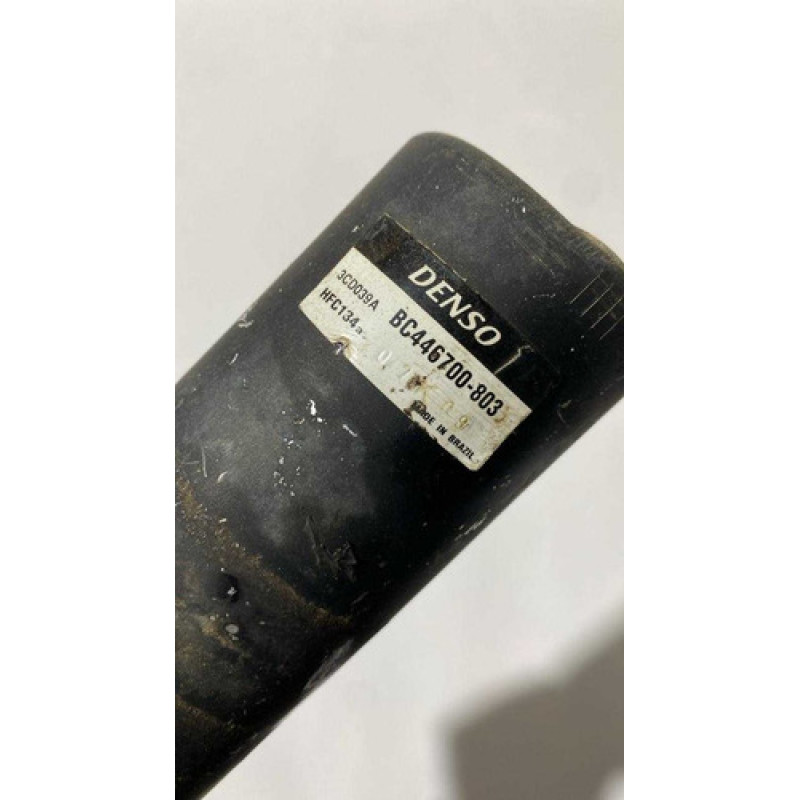 DENSO
3CD039A BC446700-803
HFC134a
MADE IN BRAZIL